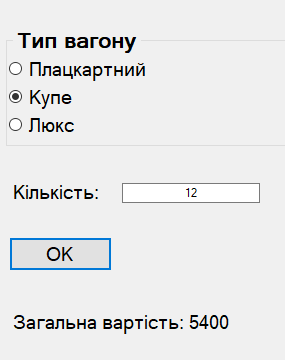 Тип вагону
Плацкартний
Купе
Люкс
Кількість: 12
OK
Загальна вартість: 5400